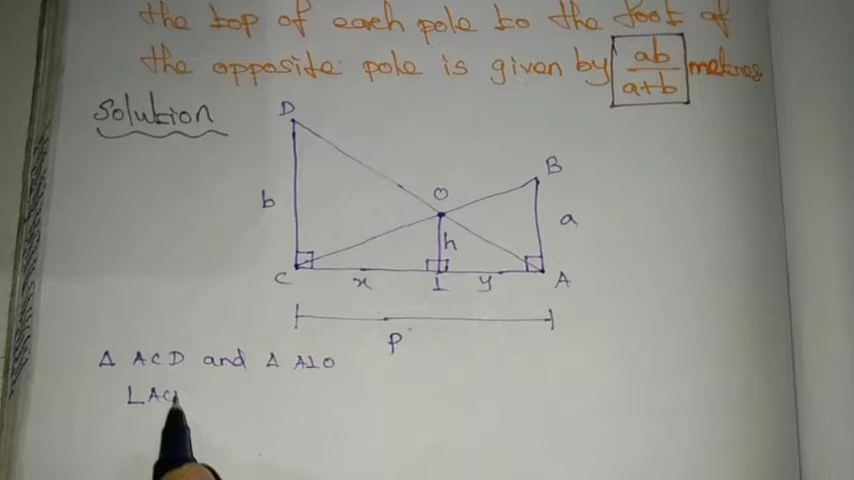 the top of each pole to the foot of
the opposite pole is given by ab/a+b metres.
Solution
D
B
O
b
a
h
C
x
L
y
A
P
Δ ACD and Δ ALO
∟AC